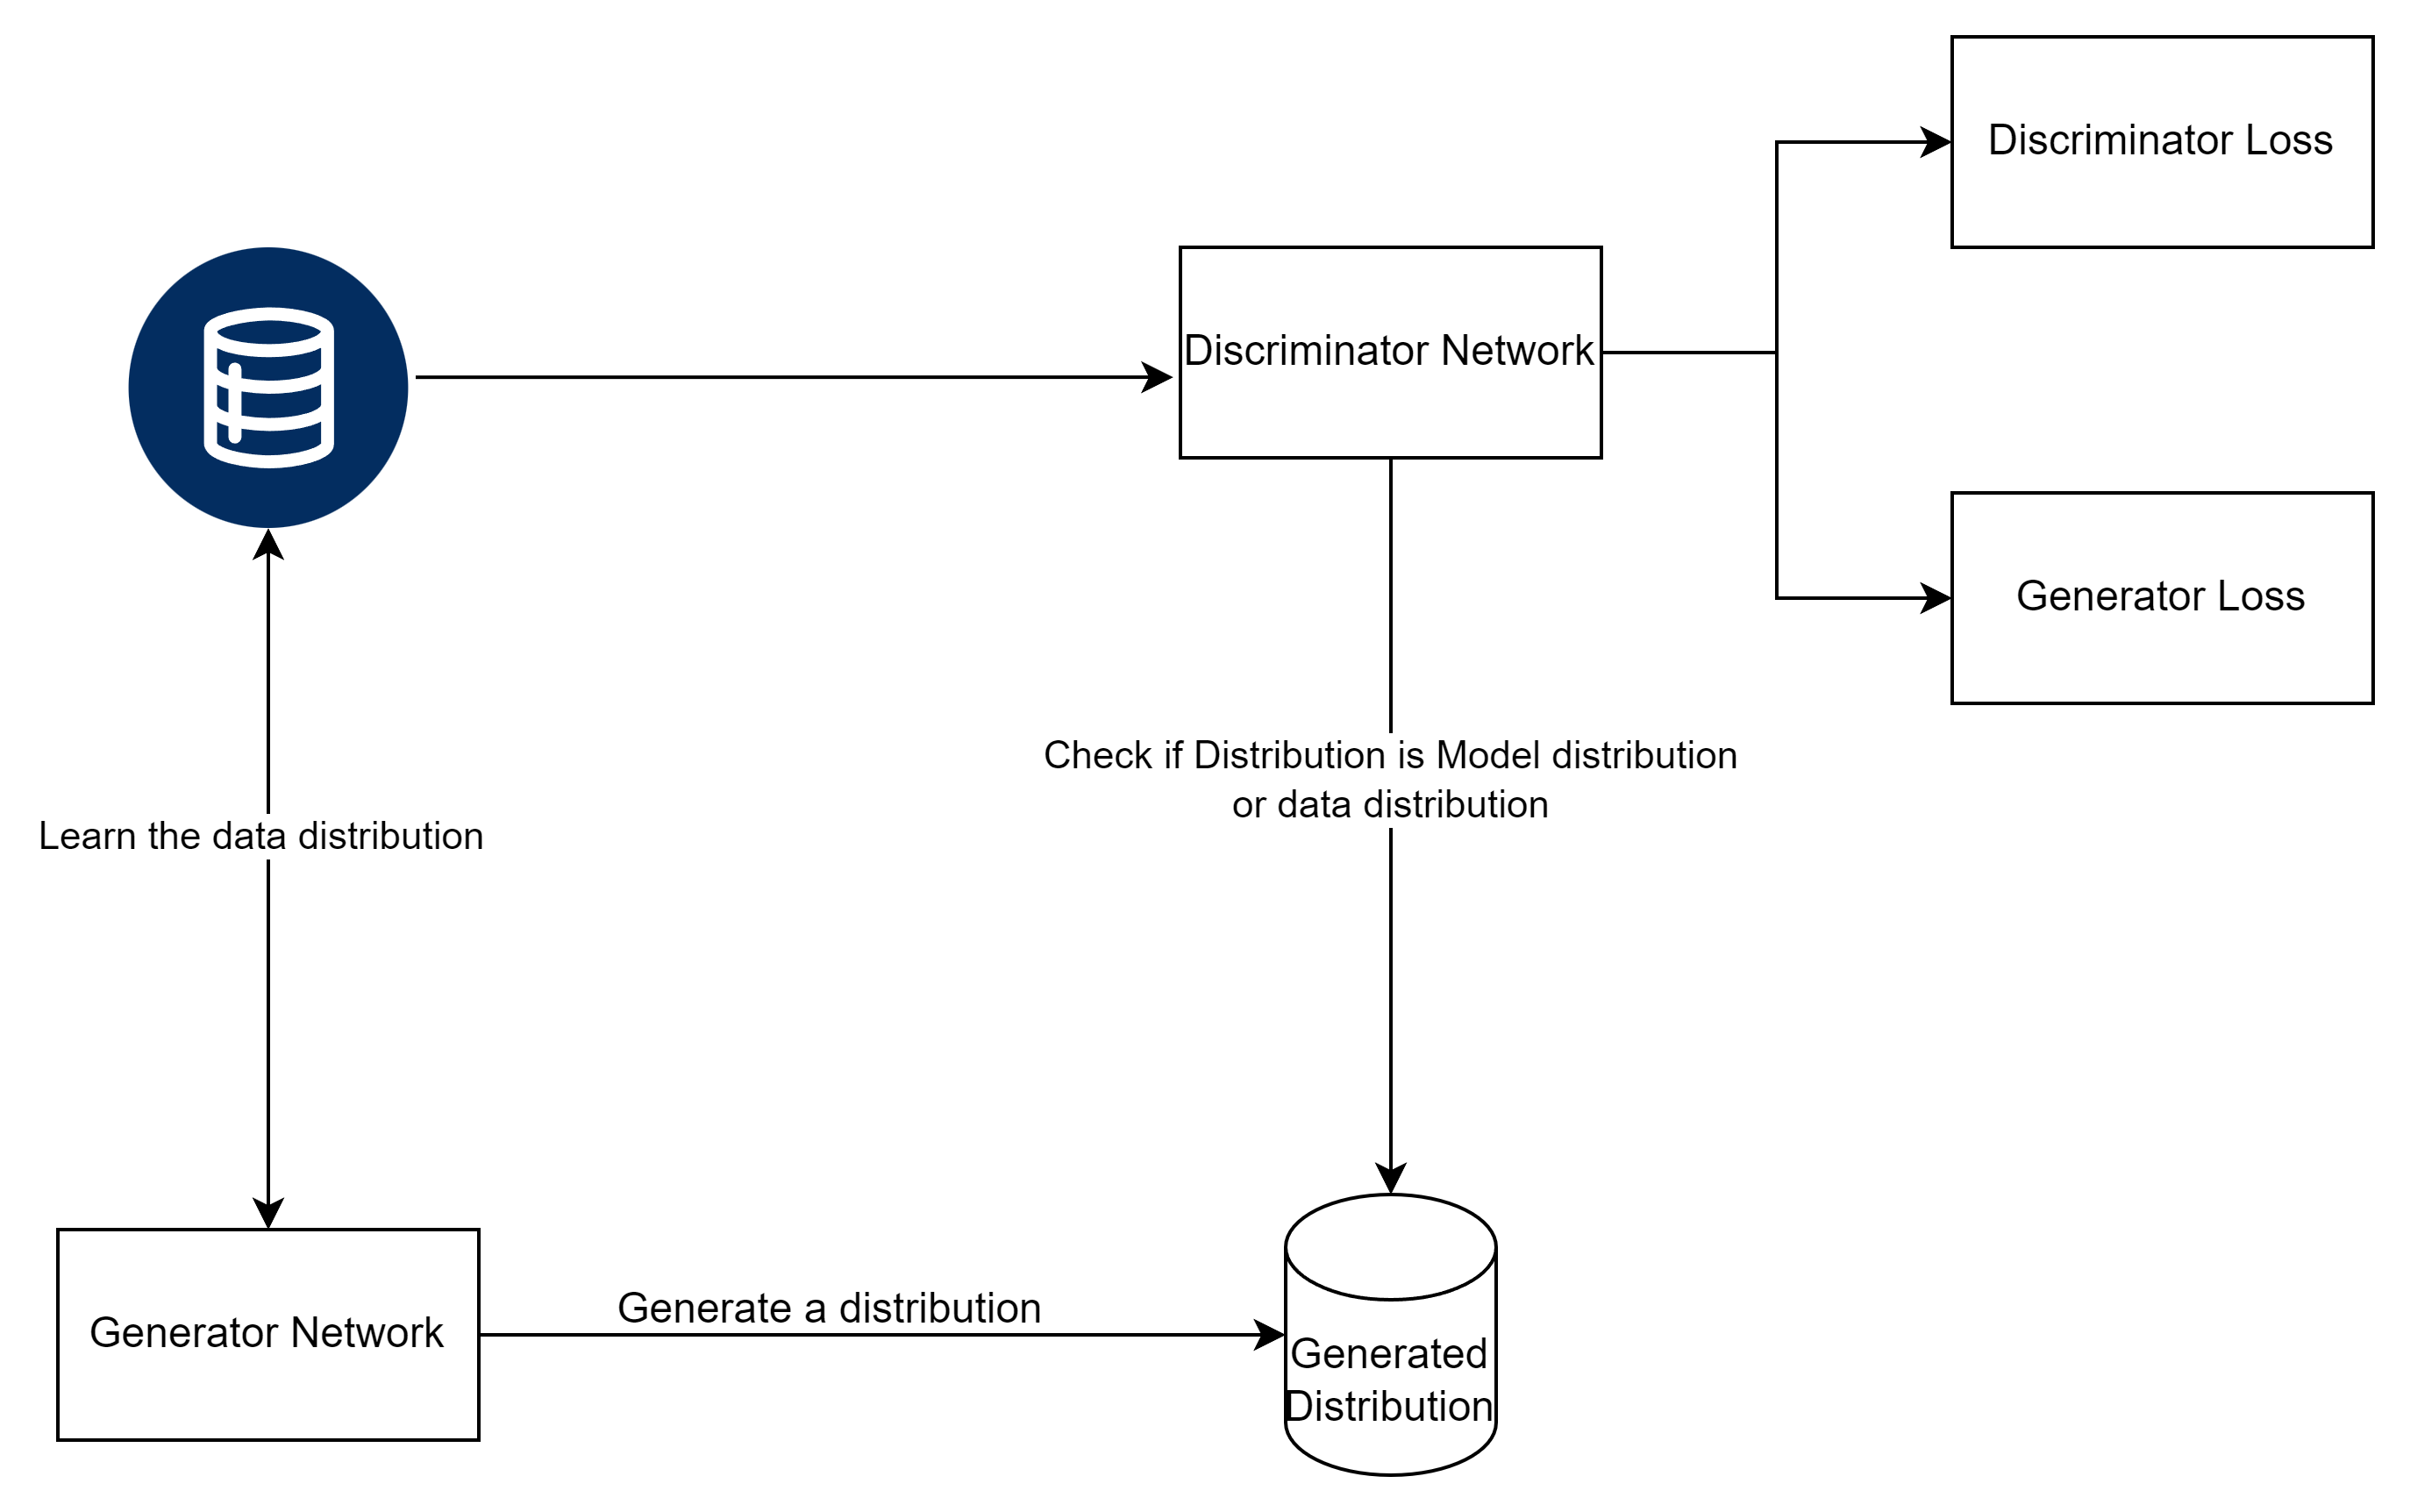 Discriminator Loss
Discriminator Network
Generator Loss
Check if Distribution is Model distribution
or data distribution
Learn the data distribution
Generator Network
Generate a distribution
Generated
Distribution